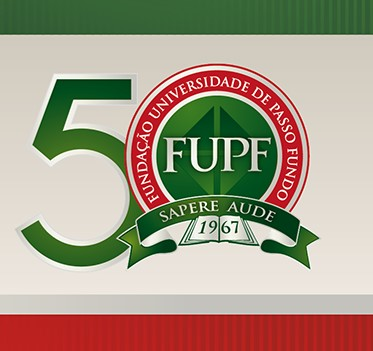 50
FUNDAÇÃO UNIVERSIDADE DE PASSO FUNDO
FUPF
SAPERE AUDE
1967